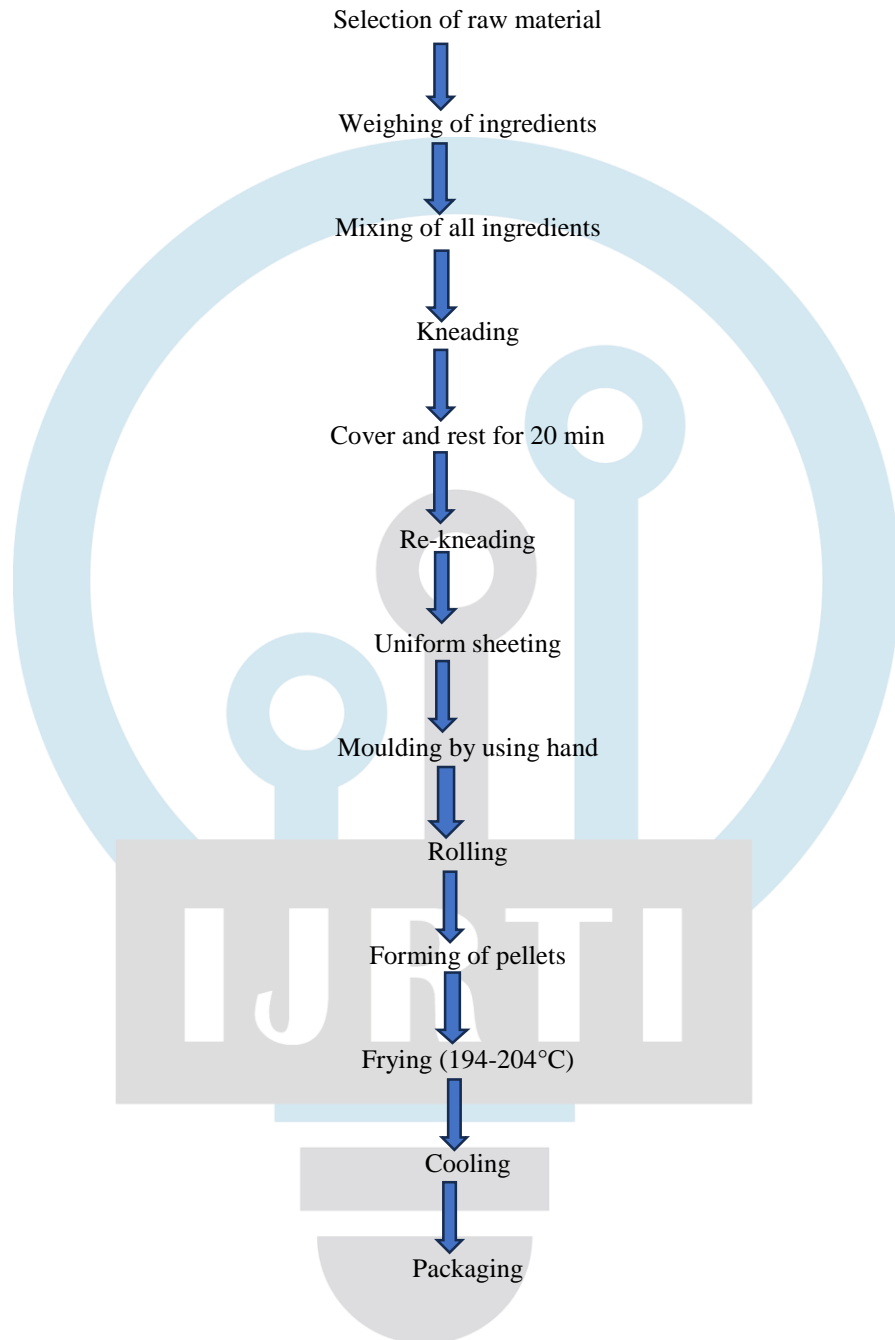 Selection of raw material
Weighing of ingredients
Mixing of all ingredients
Kneading
Cover and rest for 20 min
Re-kneading
Uniform sheeting
Moulding by using hand
Rolling
Forming of pellets
IJRTI
Frying (194-204°C)
Cooling
Packaging